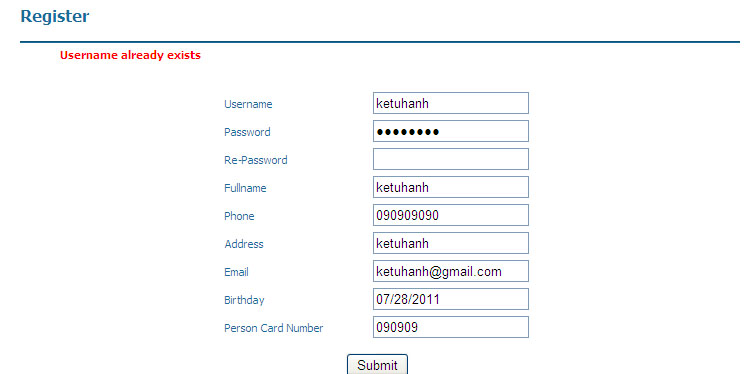 Register
Username already exists
Username ketuhanh
Password ●●●●●●●●
Re-Password
Fullname ketuhanh
Phone 090909090
Address ketuhanh
Email ketuhanh@gmail.com
Birthday 07/28/2011
Person Card Number 090909
Submit